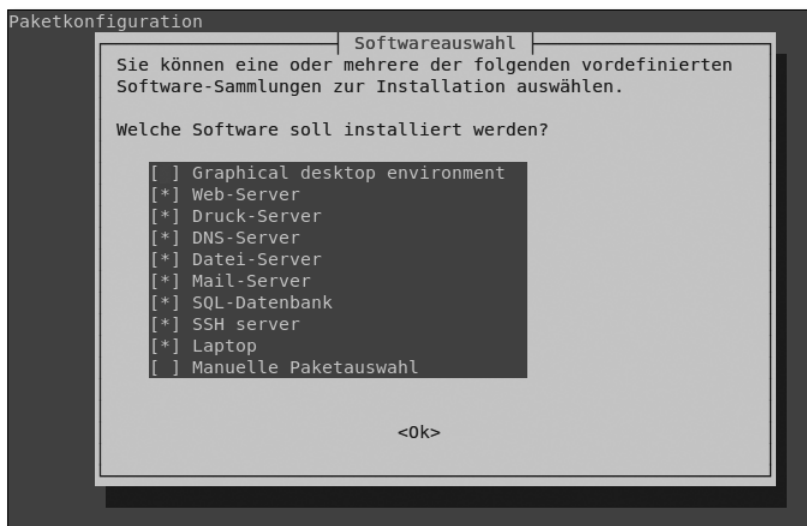 Paketkonfiguration
Softwareauswahl
Sie können eine oder mehrere der folgenden vordefinierten
Software-Sammlungen zur Installation auswählen.
Welche Software soll installiert werden?
[ ] Graphical desktop environment
[*] Web-Server
[*] Druck-Server
[*] DNS-Server
[*] Datei-Server
[*] Mail-Server
[*] SQL-Datenbank
[*] SSH server
[*] Laptop
[ ] Manuelle Paketauswahl
<Ok>